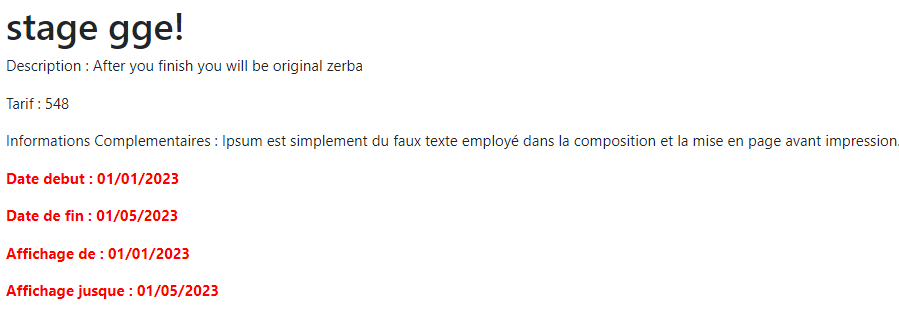 stage gge!
Description : After you finish you will be original zerba
Tarif : 548
Informations Complementaires : Ipsum est simplement du faux texte employé dans la composition et la mise en page avant impression.
Date debut : 01/01/2023
Date de fin : 01/05/2023
Affichage de : 01/01/2023
Affichage jusque : 01/05/2023